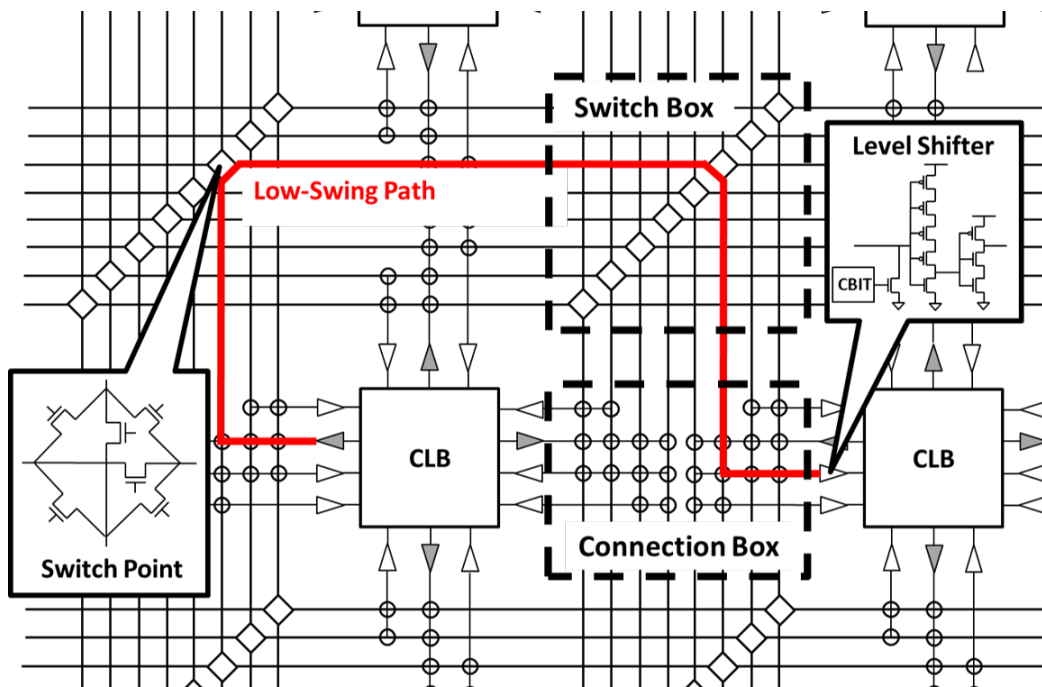 Switch Box
Level Shifter
Low-Swing Path
CBIT
CLB
CLB
Switch Point
Connection Box